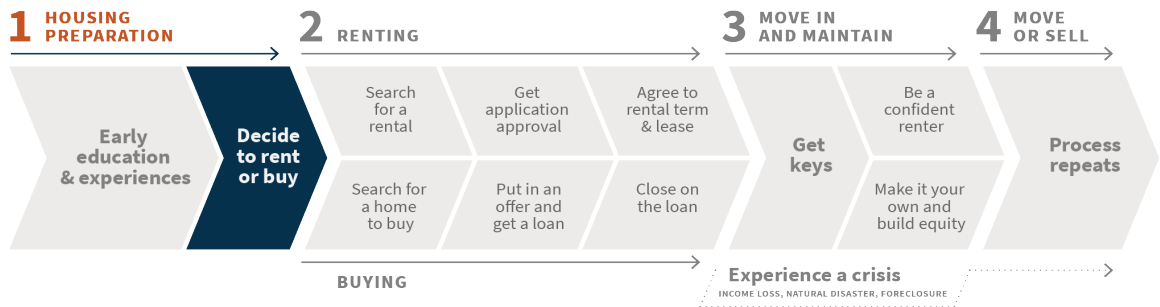 1 HOUSING
PREPARATION
2 RENTING
3 MOVE IN
AND MAINTAIN
4 MOVE
OR SELL
Early
education
& experiences
Decide
to rent
or buy
Search
for a
rental
Get
application
approval
Agree to
rental term
& lease
Search for
a home
to buy
Put in an
offer and
get a loan
Close on
the loan
Get
keys
Be a
confident
renter
Make it your
own and
build equity
Process
repeats
BUYING
Experience a crisis
INCOME LOSS, NATURAL DISASTER, FORECLOSURE